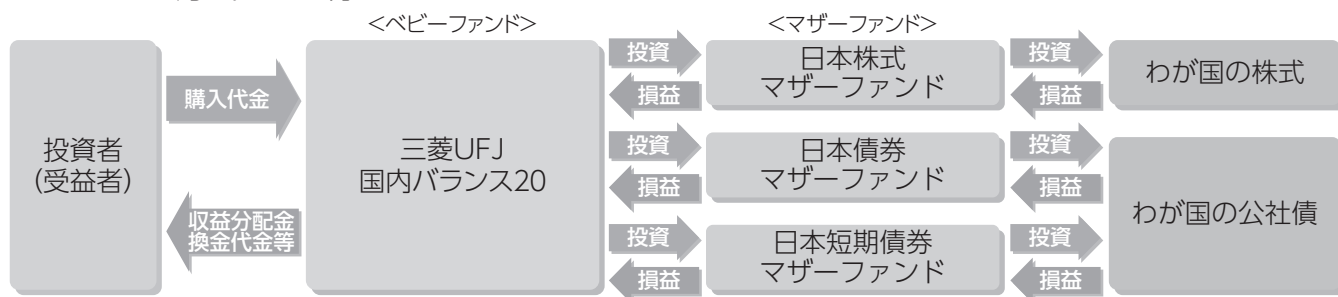 <ベビーファンド>
<マザーファンド>
投資者
(受益者)
購入代金
収益分配金
換金代金等
三菱UFJ
国内バランス20
投資
損益
日本株式
マザーファンド
投資
損益
わが国の株式
投資
損益
日本債券
マザーファンド
投資
損益
投資
損益
日本短期債券
マザーファンド
投資
損益
わが国の公社債